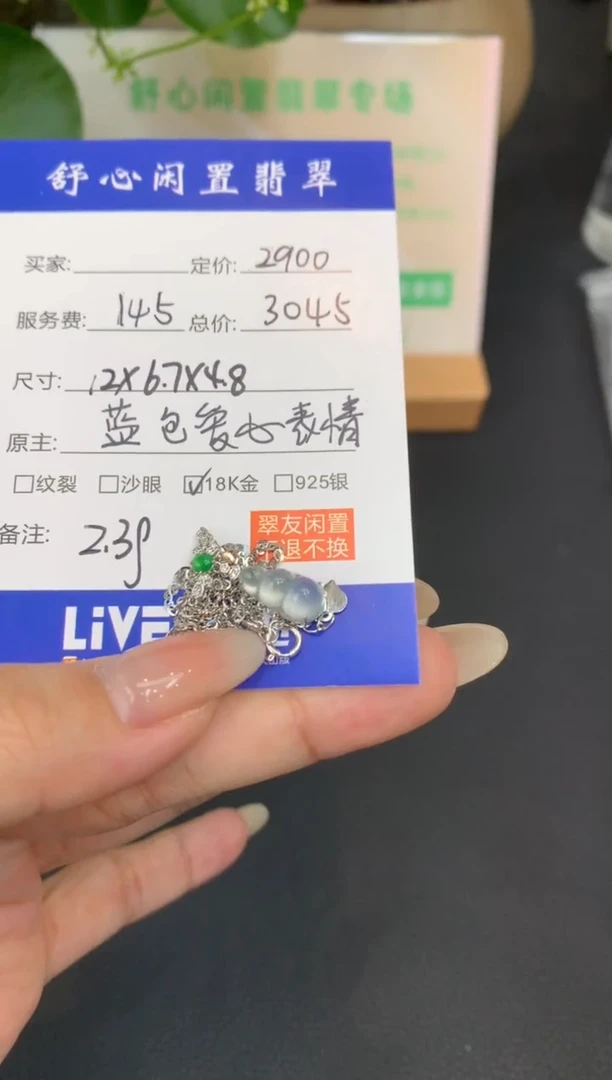 舒心闲置翡翠专场
舒心闲置翡翠
买家: 定价: 2900
服务费: 145 总价: 3045
尺寸: 12X6.7X4.8
原主: 蓝色爱心表情
□纹裂 □沙眼 ☑18K金 □925银
备注: 2.3g
翠友闲置
不退不换
LiVE